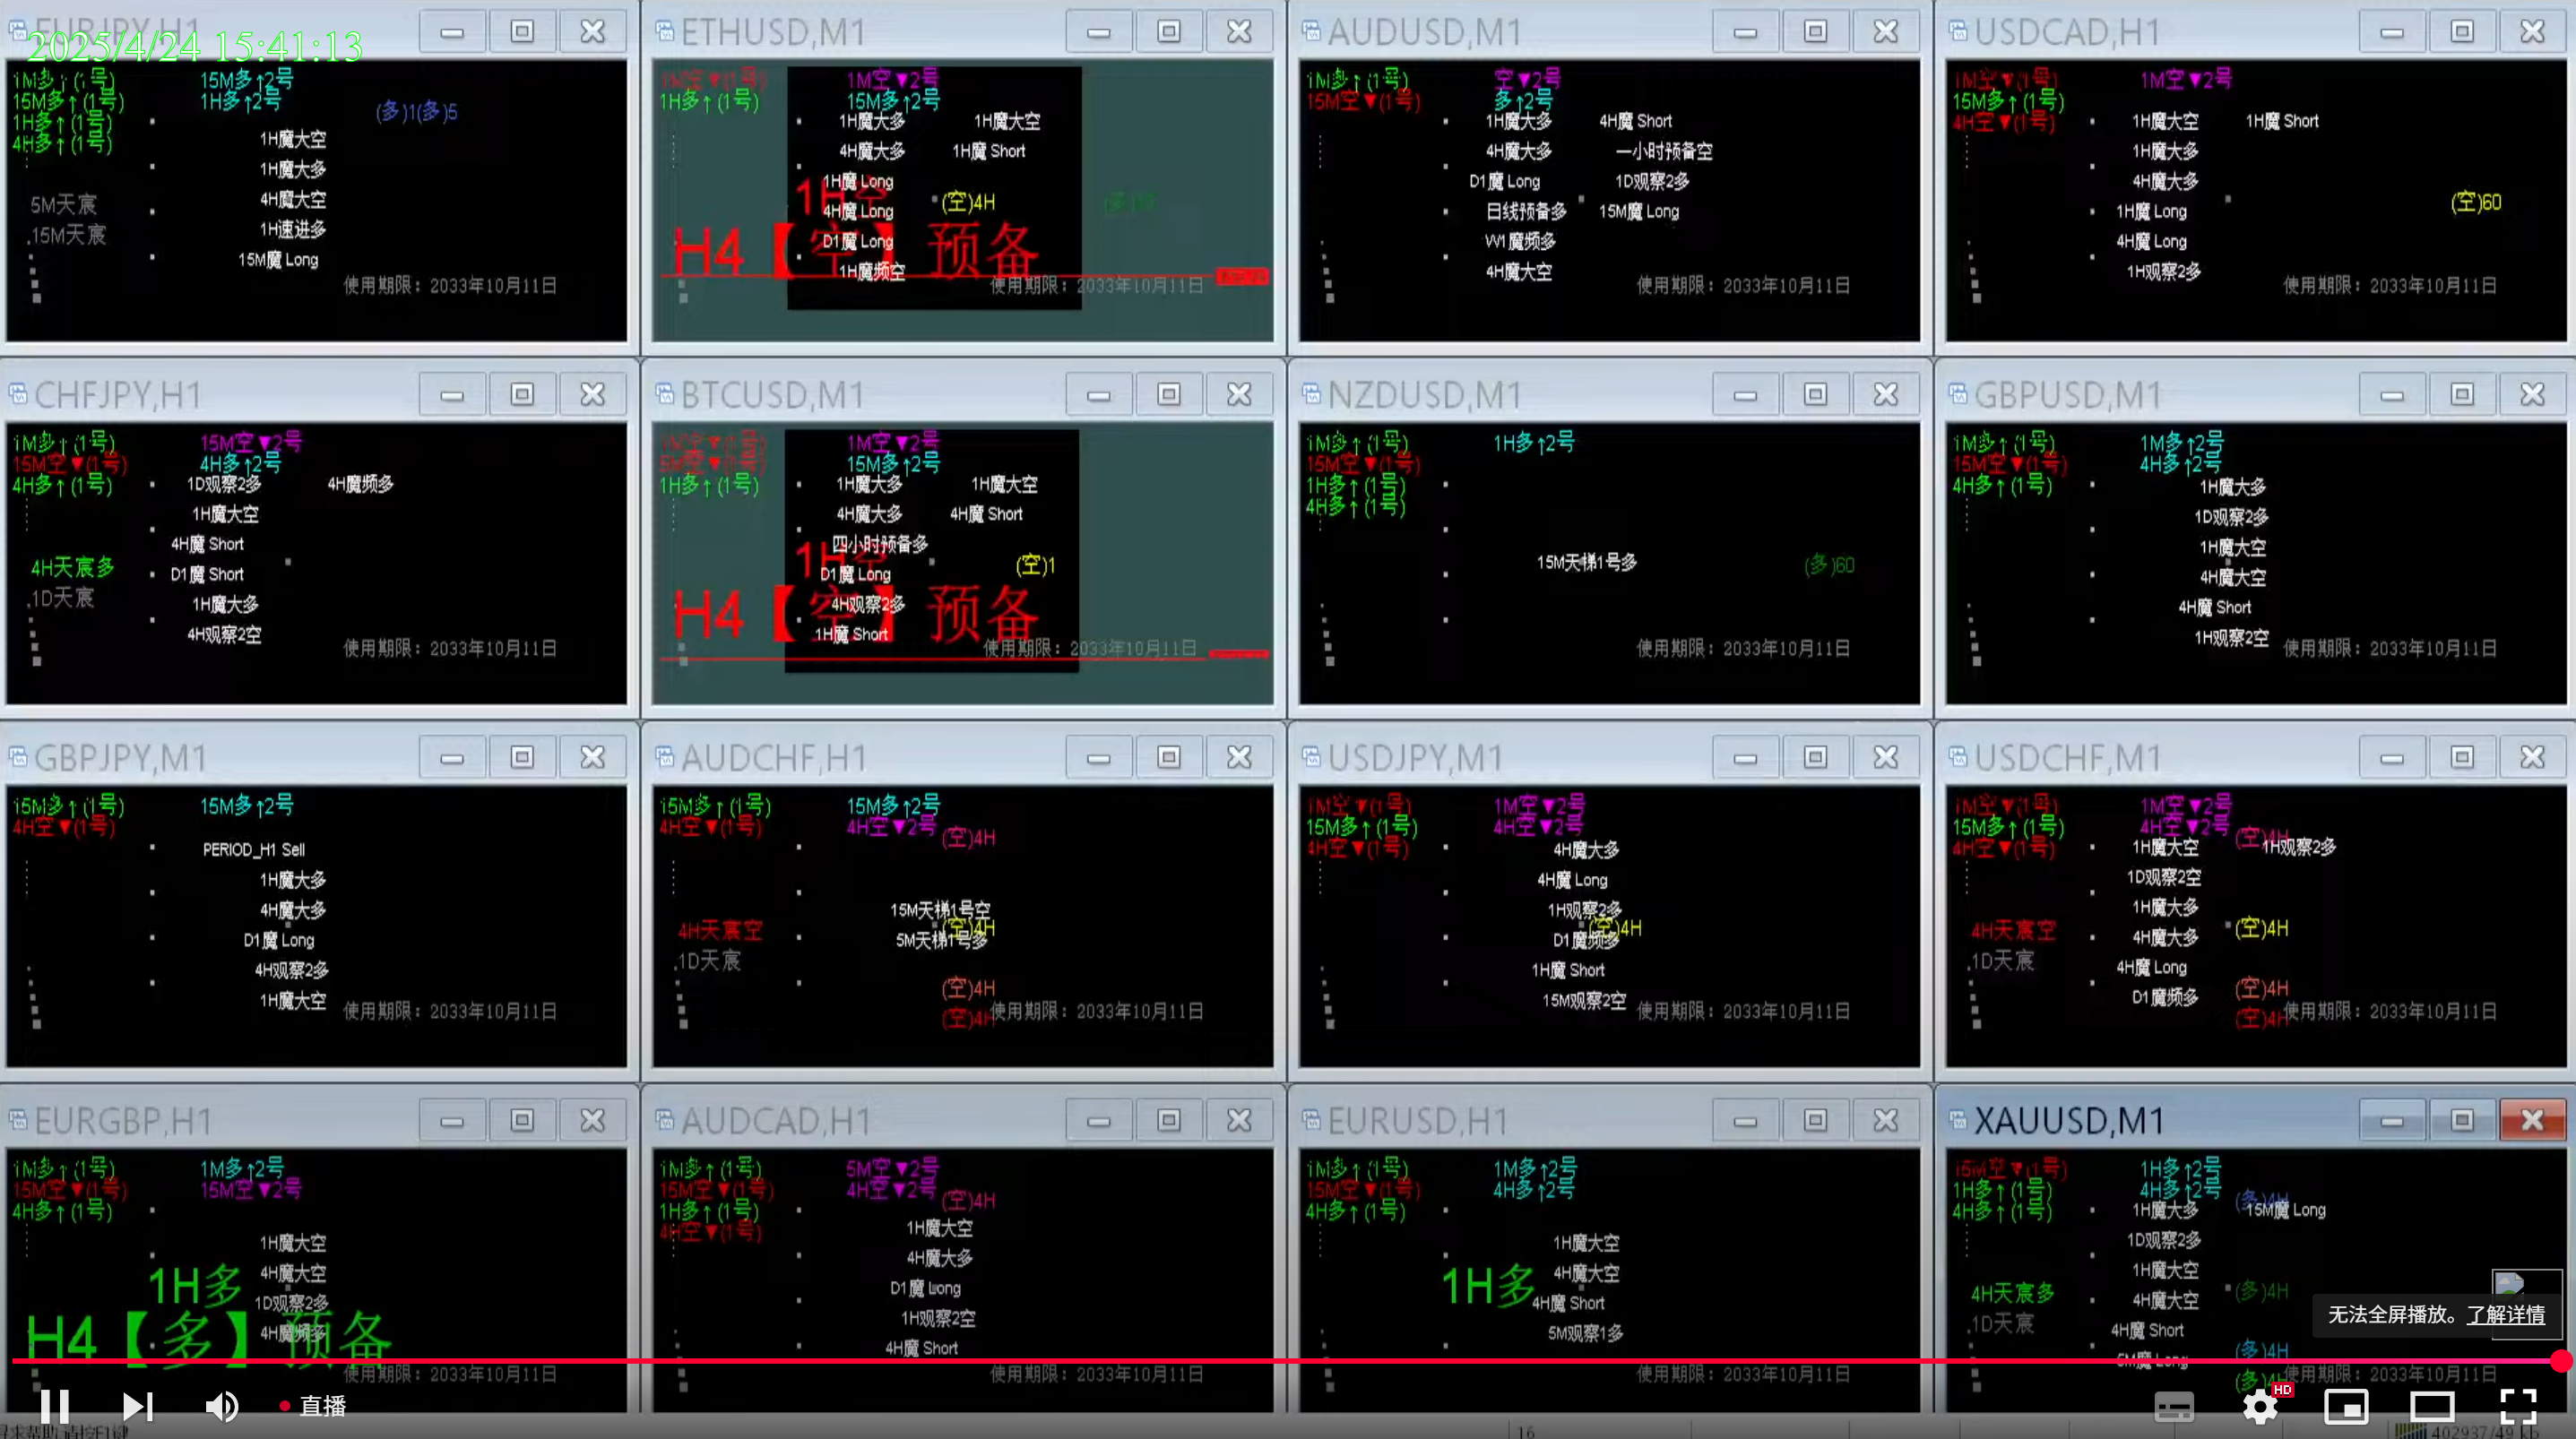 EURJPY,H1
2025/4/24 15:41:13
1M多↑(1号)
15M多↑(1号)
1H多↑(1号)
4H多↑(1号)
15M多↑2号
1H多↑2号
(多)1(多)5
1H魔大空
1H魔大多
4H魔大空
1H速进多
15M魔 Long
5M天宸
15M天宸
使用期限：2033年10月11日
ETHUSD,M1
1M空▼(1号)
1H多↑(1号)
1M空▼2号
15M多↑2号
1H魔大多 1H魔大空
4H魔大多 1H魔 Short
1H魔 Long
4H魔 Long
D1魔 Long
1H魔频空
(空)4H
1H空
H4【空】预备
使用期限：2033年10月11日
AUDUSD,M1
1M多↑(1号)
15M空▼(1号)
空▼2号
多↑2号
1H魔大多 4H魔 Short
4H魔大多 一小时预备空
D1魔 Long 1D观察2多
日线预备多 15M魔 Long
W1魔频多
4H魔大空
使用期限：2033年10月11日
USDCAD,H1
1M空▼(1号)
15M多↑(1号)
4H空▼(1号)
1M空▼2号
1H魔大空 1H魔 Short
1H魔大多
4H魔大多
1H魔 Long
4H魔 Long
1H观察2多
(空)60
使用期限：2033年10月11日
CHFJPY,H1
1M多↑(1号)
15M空▼(1号)
4H多↑(1号)
15M空▼2号
4H多↑2号
1D观察2多 4H魔频多
1H魔大空
4H魔 Short
D1魔 Short
1H魔大多
4H观察2空
4H天宸多
1D天宸
使用期限：2033年10月11日
BTCUSD,M1
1M空▼(1号)
5M空▼(1号)
1H多↑(1号)
1M空▼2号
15M多↑2号
1H魔大多 1H魔大空
4H魔大多 4H魔 Short
四小时预备多
D1魔 Long
4H观察2多
1H魔 Short
(空)1
1H空
H4【空】预备
使用期限：2033年10月11日
NZDUSD,M1
1M多↑(1号)
15M空▼(1号)
1H多↑(1号)
4H多↑(1号)
1H多↑2号
15M天梯1号多
(多)60
使用期限：2033年10月11日
GBPUSD,M1
1M多↑(1号)
15M空▼(1号)
4H多↑(1号)
1M多↑2号
4H多↑2号
1H魔大多
1D观察2多
1H魔大空
4H魔大空
4H魔 Short
1H观察2空
使用期限：2033年10月11日
GBPJPY,M1
15M多↑(1号)
4H空▼(1号)
15M多↑2号
PERIOD_H1 Sell
1H魔大多
4H魔大多
D1魔 Long
4H观察2多
1H魔大空
使用期限：2033年10月11日
AUDCHF,H1
15M多↑(1号)
4H空▼(1号)
15M多↑2号
4H空▼2号
(空)4H
15M天梯1号空
(空)4H
5M天梯1号多
4H天宸空
1D天宸
(空)4H
(空)4H
使用期限：2033年10月11日
USDJPY,M1
1M空▼(1号)
15M多↑(1号)
4H空▼(1号)
1M空▼2号
4H空▼2号
4H魔大多
4H魔 Long
1H观察2多
(空)4H
D1魔频多
1H魔 Short
15M观察2空
使用期限：2033年10月11日
USDCHF,M1
1M空▼(1号)
15M多↑(1号)
4H空▼(1号)
1M空▼2号
4H空▼2号
(空)4H
1H魔大空 1H观察2多
1D观察2空
1H魔大多
4H魔大多
4H魔 Long
D1魔频多
(空)4H
(空)4H
(空)4H
4H天宸空
1D天宸
使用期限：2033年10月11日
EURGBP,H1
1M多↑(1号)
15M空▼(1号)
4H多↑(1号)
1M多↑2号
15M空▼2号
1H魔大空
4H魔大空
1D观察2多
4H魔频多
1H多
H4【多】预备
使用期限：2033年10月11日
AUDCAD,H1
1M多↑(1号)
15M空▼(1号)
1H多↑(1号)
4H空▼(1号)
5M空▼2号
4H空▼2号
(空)4H
1H魔大空
4H魔大多
D1魔 Long
1H观察2空
4H魔 Short
使用期限：2033年10月11日
EURUSD,H1
1M多↑(1号)
15M空▼(1号)
4H多↑(1号)
1M多↑2号
4H多↑2号
1H魔大空
4H魔大空
4H魔 Short
5M观察1多
1H多
使用期限：2033年10月11日
XAUUSD,M1
15M空▼(1号)
1H多↑(1号)
4H多↑(1号)
1H多↑2号
4H多↑2号
(多)4H
1H魔大多 15M魔 Long
1D观察2多
1H魔大空
4H魔大空
4H魔 Short
5M魔 Long
(多)4H
(多)4H
4H天宸多
1D天宸
使用期限：2033年10月11日
无法全屏播放。了解详情
直播
HD
16
402937/49 kb